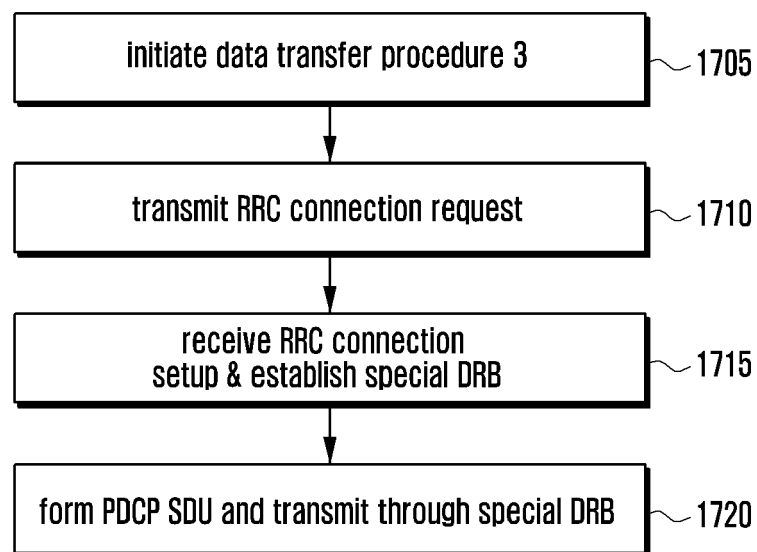 initiate data transfer procedure 3
1705
transmit RRC connection request
1710
receive RRC connection
setup & establish special DRB
1715
form PDCP SDU and transmit through special DRB
1720